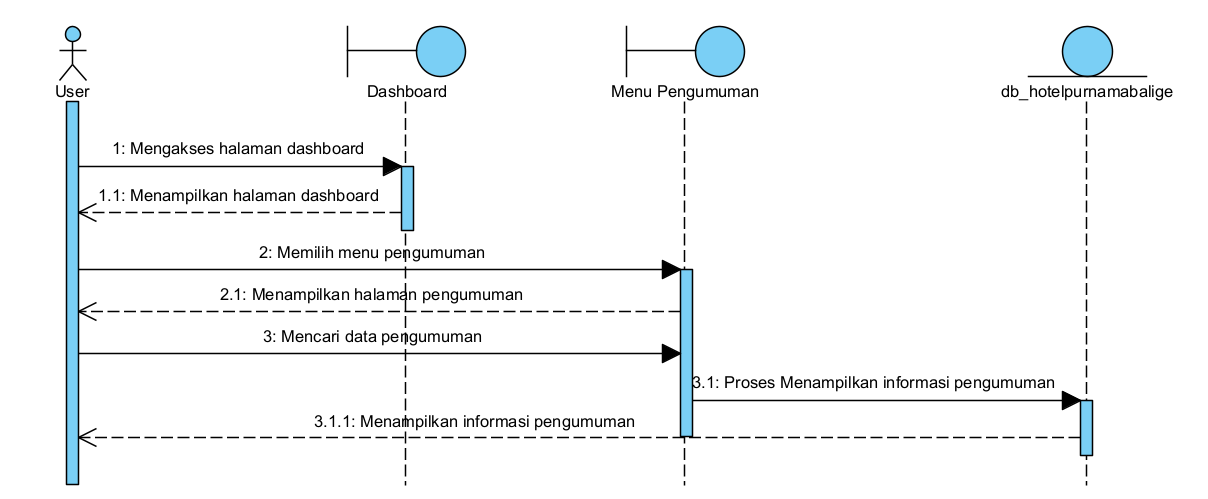 User
Dashboard
Menu Pengumuman
db_hotelpurnamabalige
1: Mengakses halaman dashboard
1.1: Menampilkan halaman dashboard
2: Memilih menu pengumuman
2.1: Menampilkan halaman pengumuman
3: Mencari data pengumuman
3.1: Proses Menampilkan informasi pengumuman
3.1.1: Menampilkan informasi pengumuman